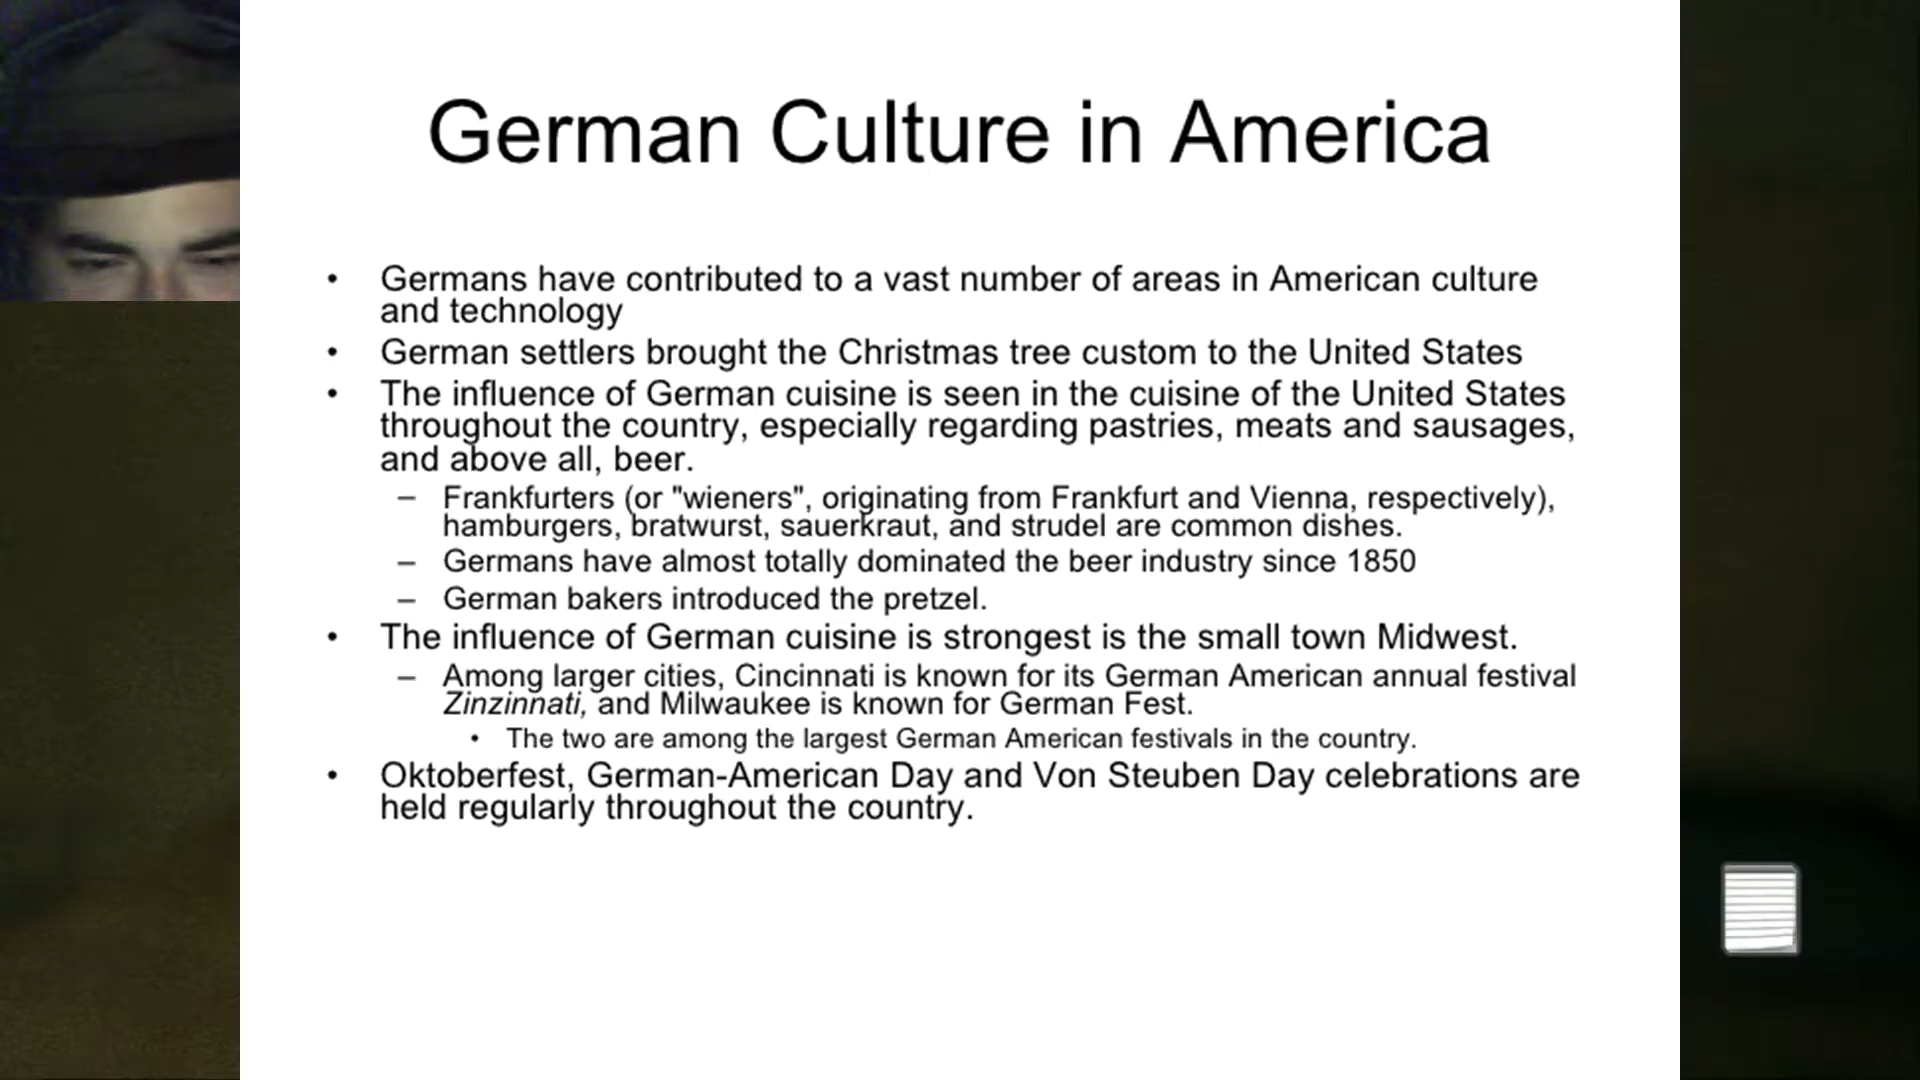 German Culture in America
• Germans have contributed to a vast number of areas in American culture
and technology
• German settlers brought the Christmas tree custom to the United States
• The influence of German cuisine is seen in the cuisine of the United States
throughout the country, especially regarding pastries, meats and sausages,
and above all, beer.
– Frankfurters (or "wieners", originating from Frankfurt and Vienna, respectively),
hamburgers, bratwurst, sauerkraut, and strudel are common dishes.
– Germans have almost totally dominated the beer industry since 1850
– German bakers introduced the pretzel.
• The influence of German cuisine is strongest is the small town Midwest.
– Among larger cities, Cincinnati is known for its German American annual festival
Zinzinnati, and Milwaukee is known for German Fest.
• The two are among the largest German American festivals in the country.
• Oktoberfest, German-American Day and Von Steuben Day celebrations are
held regularly throughout the country.